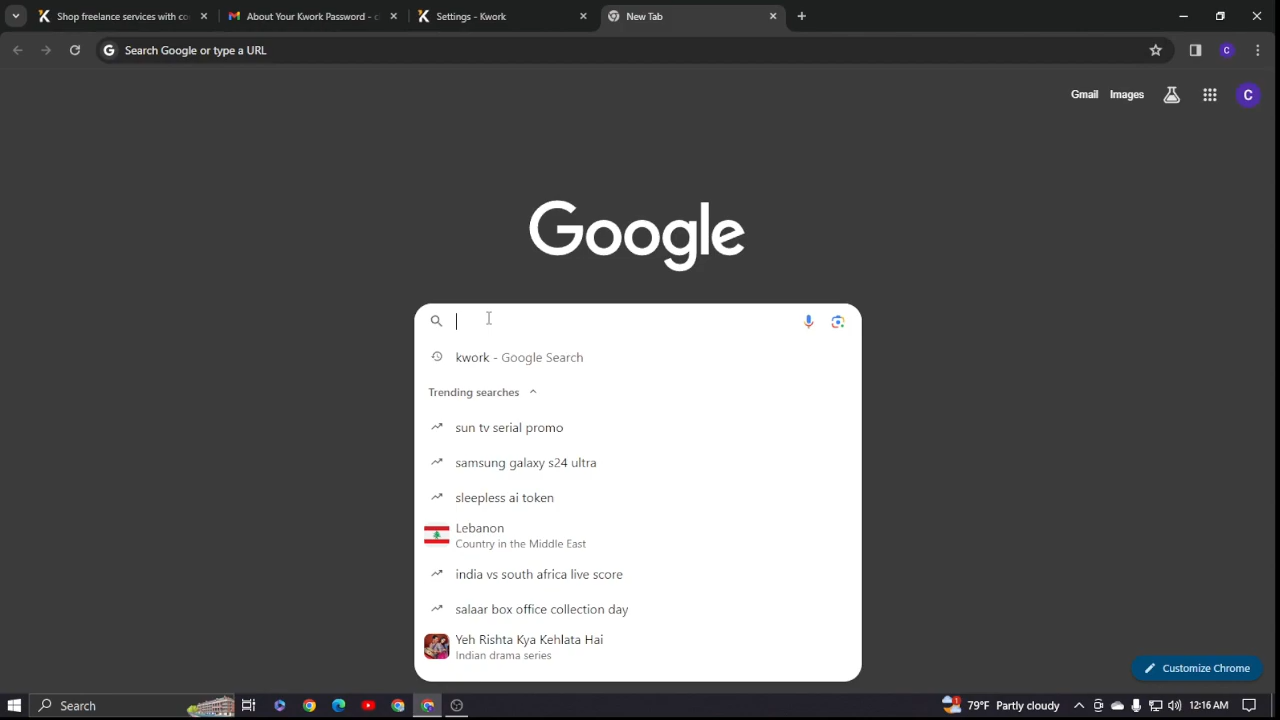 Shop freelance services with co
About Your Kwork Password - c
Settings - Kwork
New Tab
Search Google or type a URL
C
Gmail
Images
C
Google
kwork - Google Search
Trending searches
sun tv serial promo
samsung galaxy s24 ultra
sleepless ai token
Lebanon
Country in the Middle East
india vs south africa live score
salaar box office collection day
Yeh Rishta Kya Kehlata Hai
Indian drama series
Customize Chrome
Search
1
79°F Partly cloudy
12:16 AM